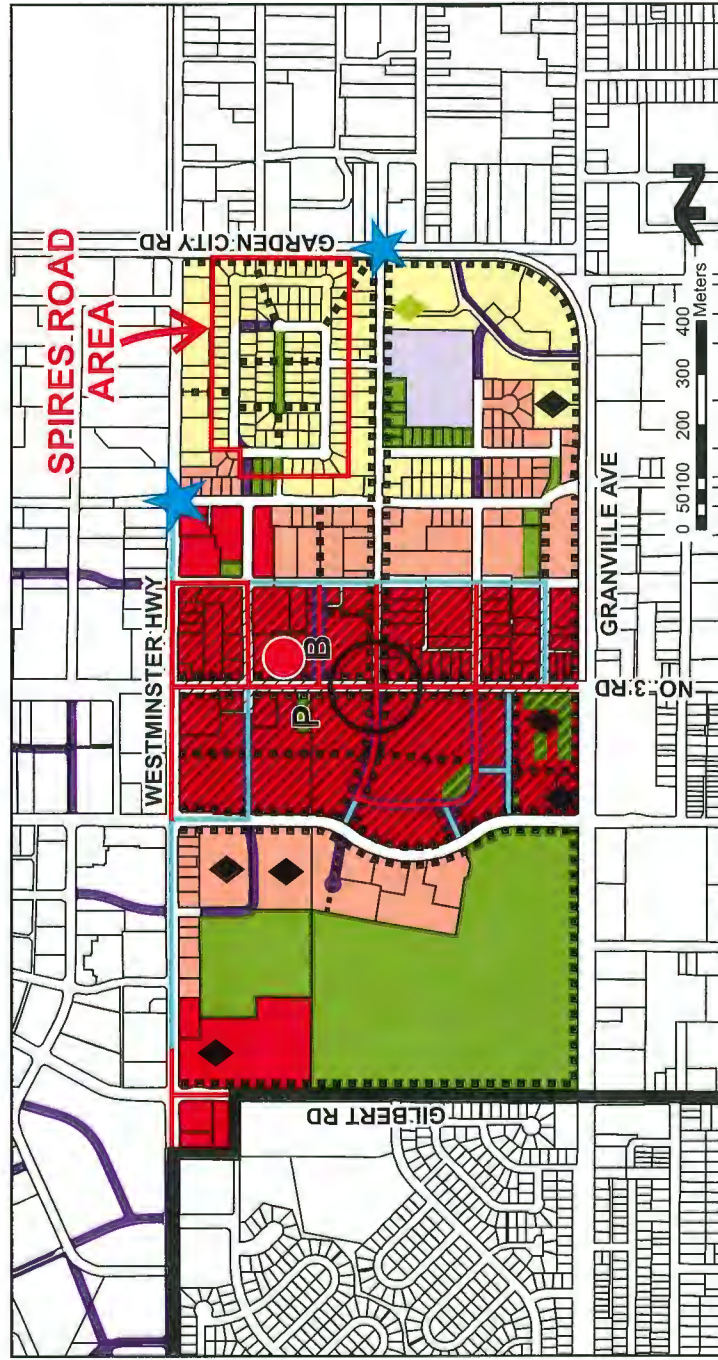 SPIRES ROAD
AREA
GARDEN CITY RD
WESTMINSTER HWY
B
P
GRANVILLE AVE
NO. 3 RD
GILBERT RD
N
0 50 100 200 300 400
Meters